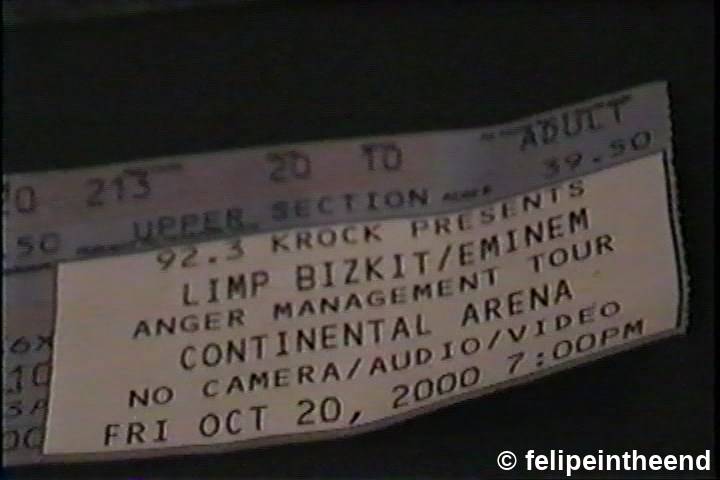 213 20 10 ADULT
.50 UPPER SECTION 39.50
92.3 KROCK PRESENTS
LIMP BIZKIT/EMINEM
ANGER MANAGEMENT TOUR
CONTINENTAL ARENA
NO CAMERA/AUDIO/VIDEO
FRI OCT 20, 2000 7:00PM
© felipeintheend